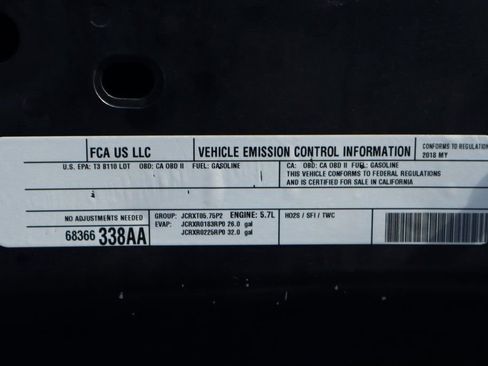 FCA US LLC
VEHICLE EMISSION CONTROL INFORMATION
CONFORMS TO REGULATION
2018 MY
U.S. EPA: T3 B110 LDT OBD: CA OBD II FUEL: GASOLINE
CA: OBD: CA OBD II FUEL: GASOLINE
THIS VEHICLE CONFORMS TO FEDERAL REGULATIONS
AND IS CERTIFIED FOR SALE IN CALIFORNIA
NO ADJUSTMENTS NEEDED
68366 338AA
GROUP: JCRXT05.75P2 ENGINE: 5.7L
EVAP: JCRXR0183RP0 26.0 gal
JCRXR0225RP0 32.0 gal
HO2S / SFI / TWC